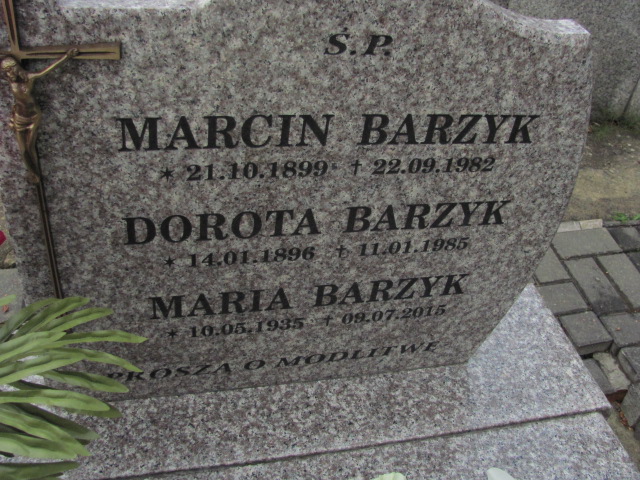 Ś.P.
MARCIN BARZYK
* 21.10.1899 † 22.09.1982
DOROTA BARZYK
* 14.01.1896 † 11.01.1985
MARIA BARZYK
* 10.05.1935 † 09.07.2015
PROSZĄ O MODLITWĘ